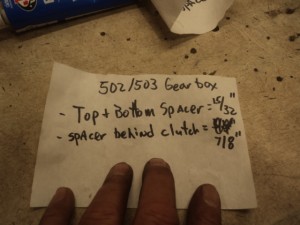 502/503 Gear box
- Top + Bottom Spacer = 15/32"
- spacer behind clutch =
7/8"